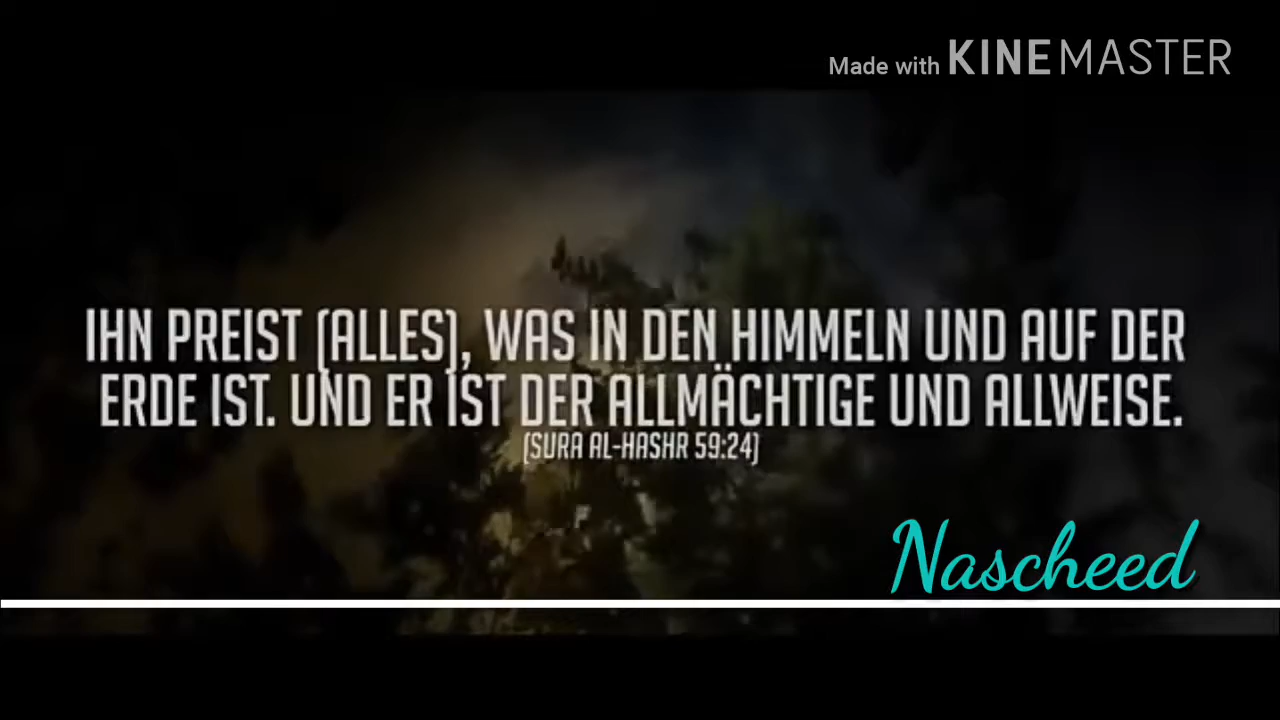 Made with KINEMASTER
IHN PREIST (ALLES), WAS IN DEN HIMMELN UND AUF DER
ERDE IST. UND ER IST DER ALLMÄCHTIGE UND ALLWEISE.
(SURA AL-HASHR 59:24)
Nascheed